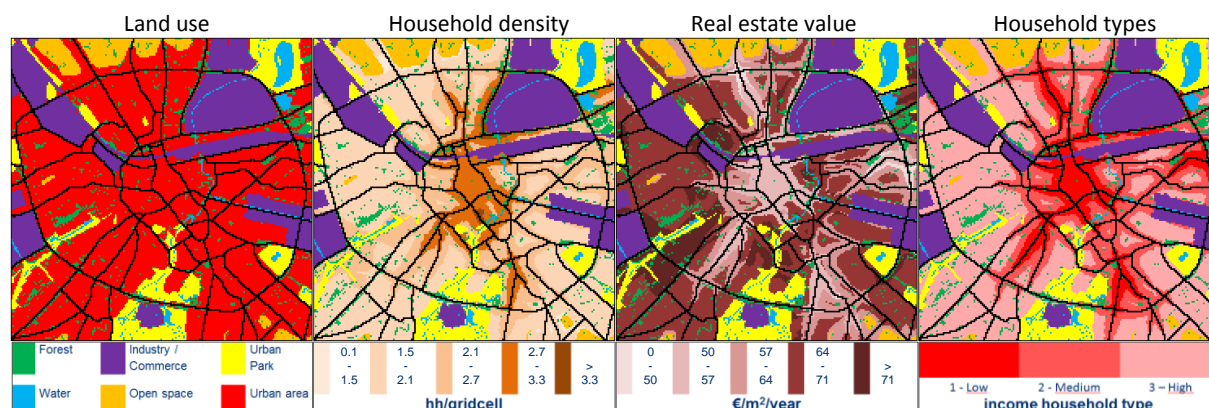 Land use
Household density
Real estate value
Household types
Forest
Industry /
Commerce
Urban
Park
Water
Open space
Urban area
0.1 1.5 2.1 2.7 >
- - - -
1.5 2.1 2.7 3.3 3.3
hh/gridcell
0 50 57 64 >
- - - -
50 57 64 71 71
€/m²/year
1 - Low 2 - Medium 3 – High
income household type